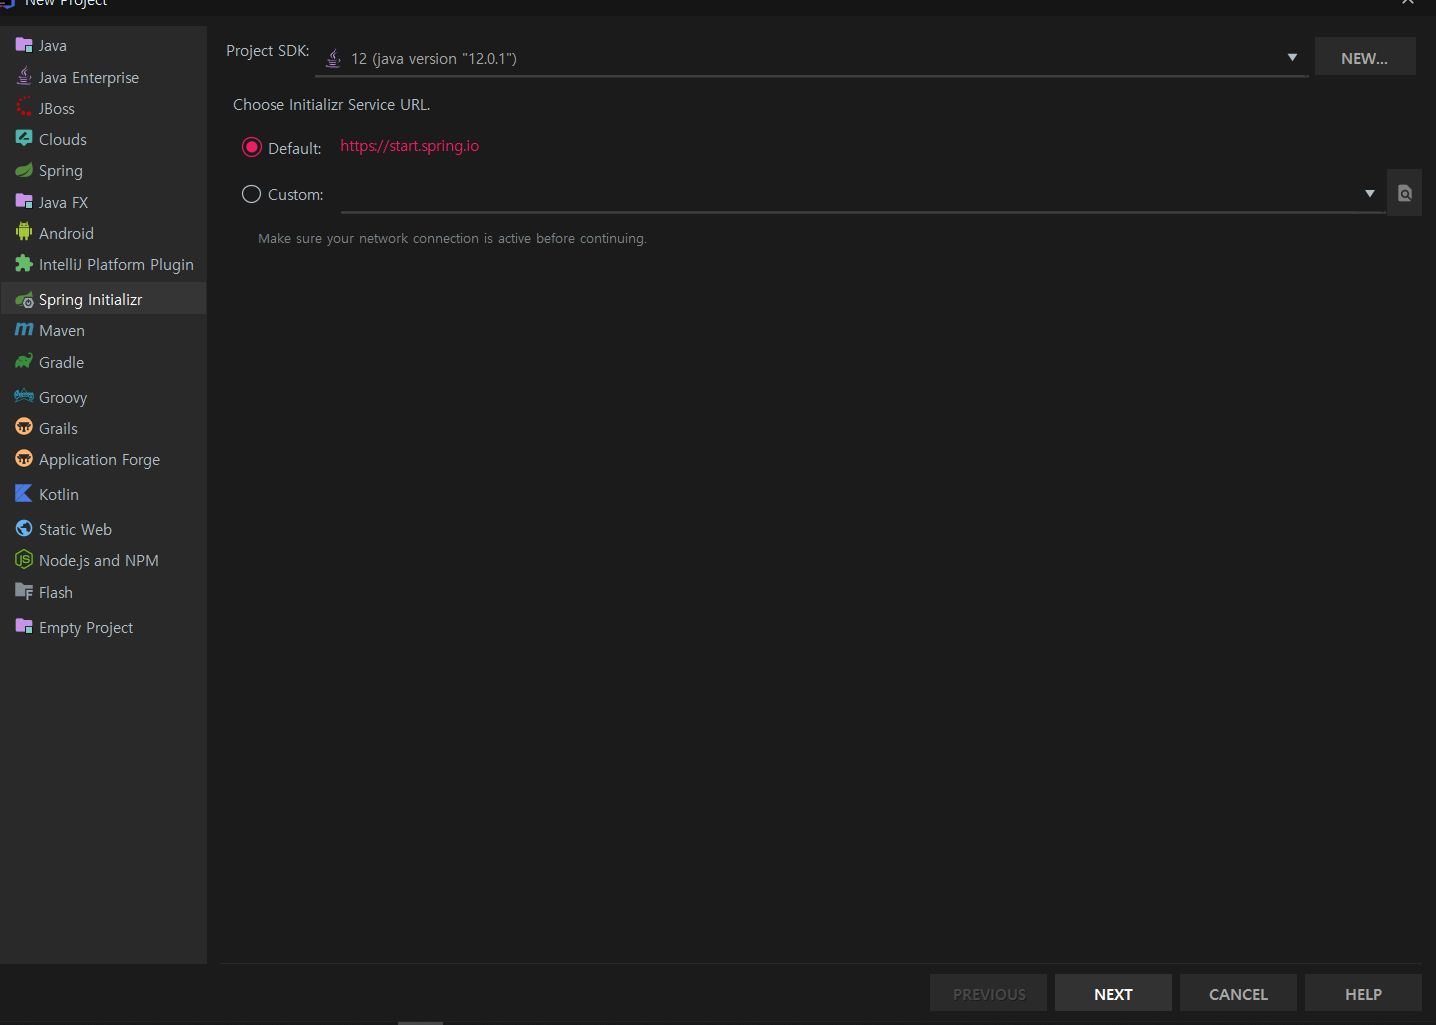 New Project
Java
Java Enterprise
JBoss
Clouds
Spring
Java FX
Android
IntelliJ Platform Plugin
Spring Initializr
Maven
Gradle
Groovy
Grails
Application Forge
Kotlin
Static Web
Node.js and NPM
Flash
Empty Project
Project SDK: 12 (java version "12.0.1") NEW...
Choose Initializr Service URL.
Default: https://start.spring.io
Custom:
Make sure your network connection is active before continuing.
PREVIOUS NEXT CANCEL HELP